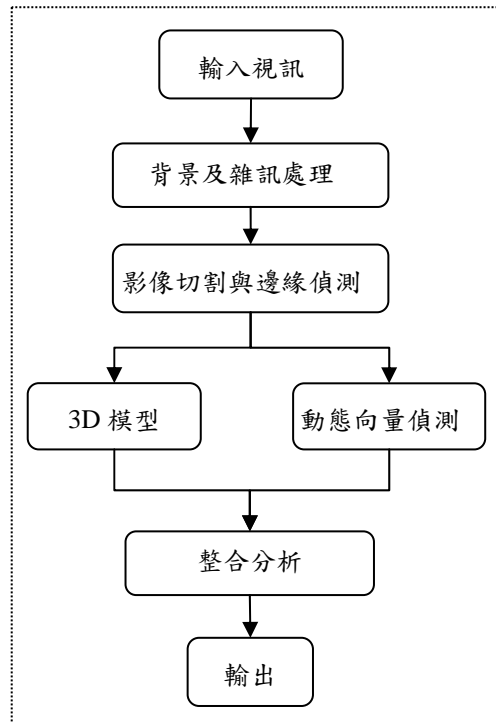 輸入視訊
背景及雜訊處理
影像切割與邊緣偵測
3D 模型
動態向量偵測
整合分析
輸出